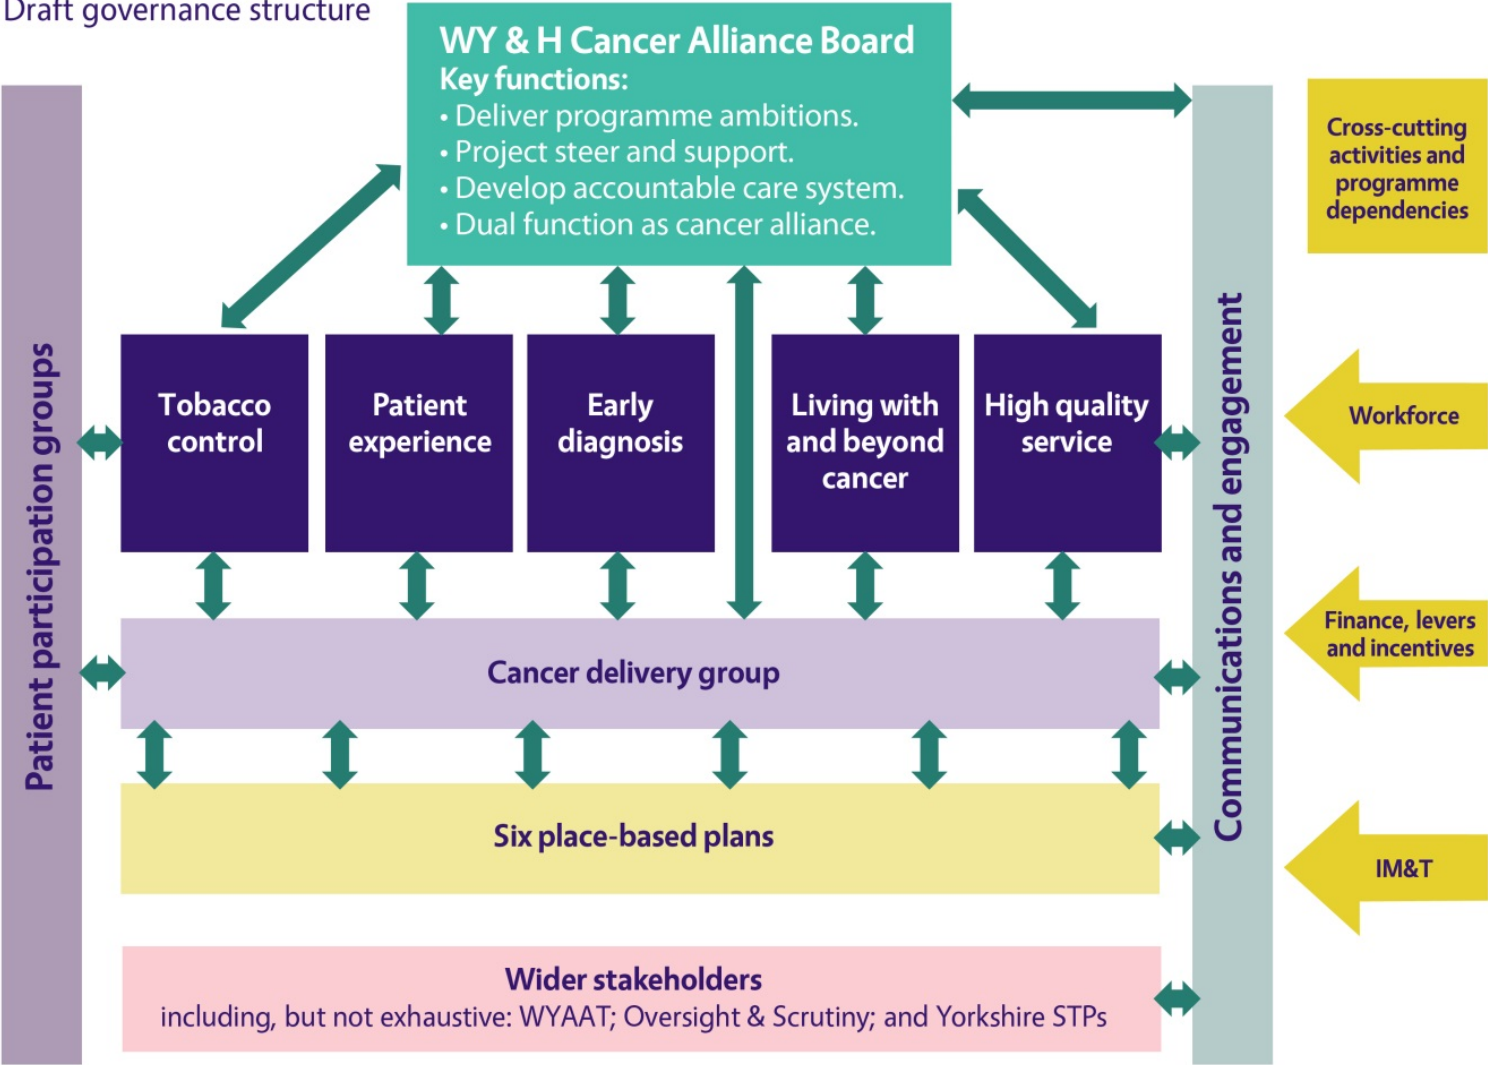 Draft governance structure
WY & H Cancer Alliance Board
Key functions:
• Deliver programme ambitions.
• Project steer and support.
• Develop accountable care system.
• Dual function as cancer alliance.
Patient participation groups
Tobacco
control
Patient
experience
Early
diagnosis
Living with
and beyond
cancer
High quality
service
Cancer delivery group
Six place-based plans
Wider stakeholders
including, but not exhaustive: WYAAT; Oversight & Scrutiny; and Yorkshire STPs
Communications and engagement
Cross-cutting
activities and
programme
dependencies
Workforce
Finance, levers
and incentives
IM&T